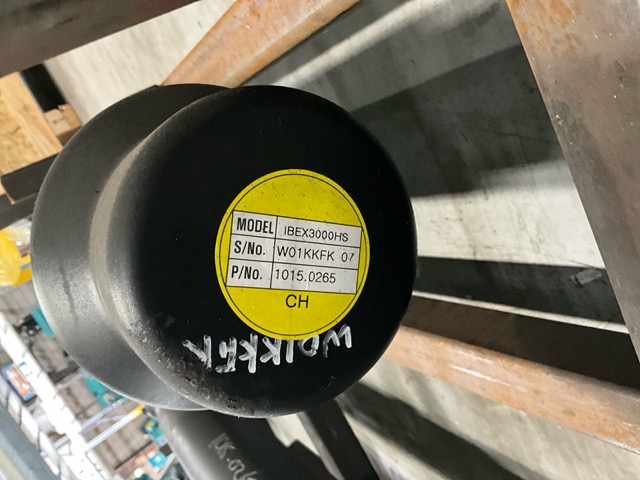 MODEL IBEX3000HS
S/No. W01KKFK 07
P/No. 1015.0265
CH
W01KKFK